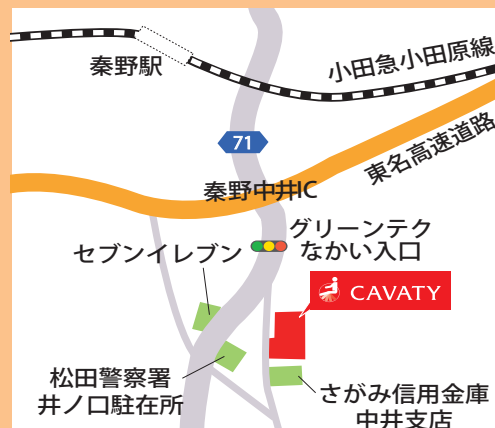 小田急小田原線
秦野駅
71
東名高速道路
秦野中井IC
グリーンテク
なかい入口
セブンイレブン
CAVATY
松田警察署
井ノ口駐在所
さがみ信用金庫
中井支店